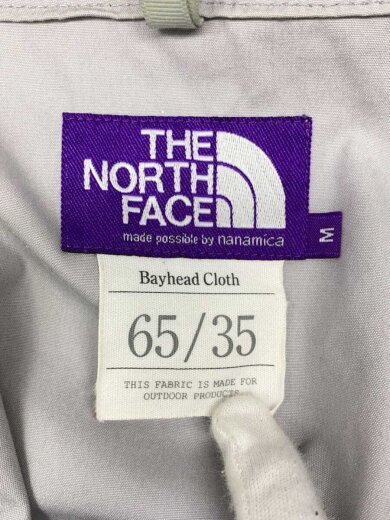 THE
NORTH
FACE
made possible by nanamica
M
Bayhead Cloth
65/35
THIS FABRIC IS MADE FOR
OUTDOOR PRODUCTS